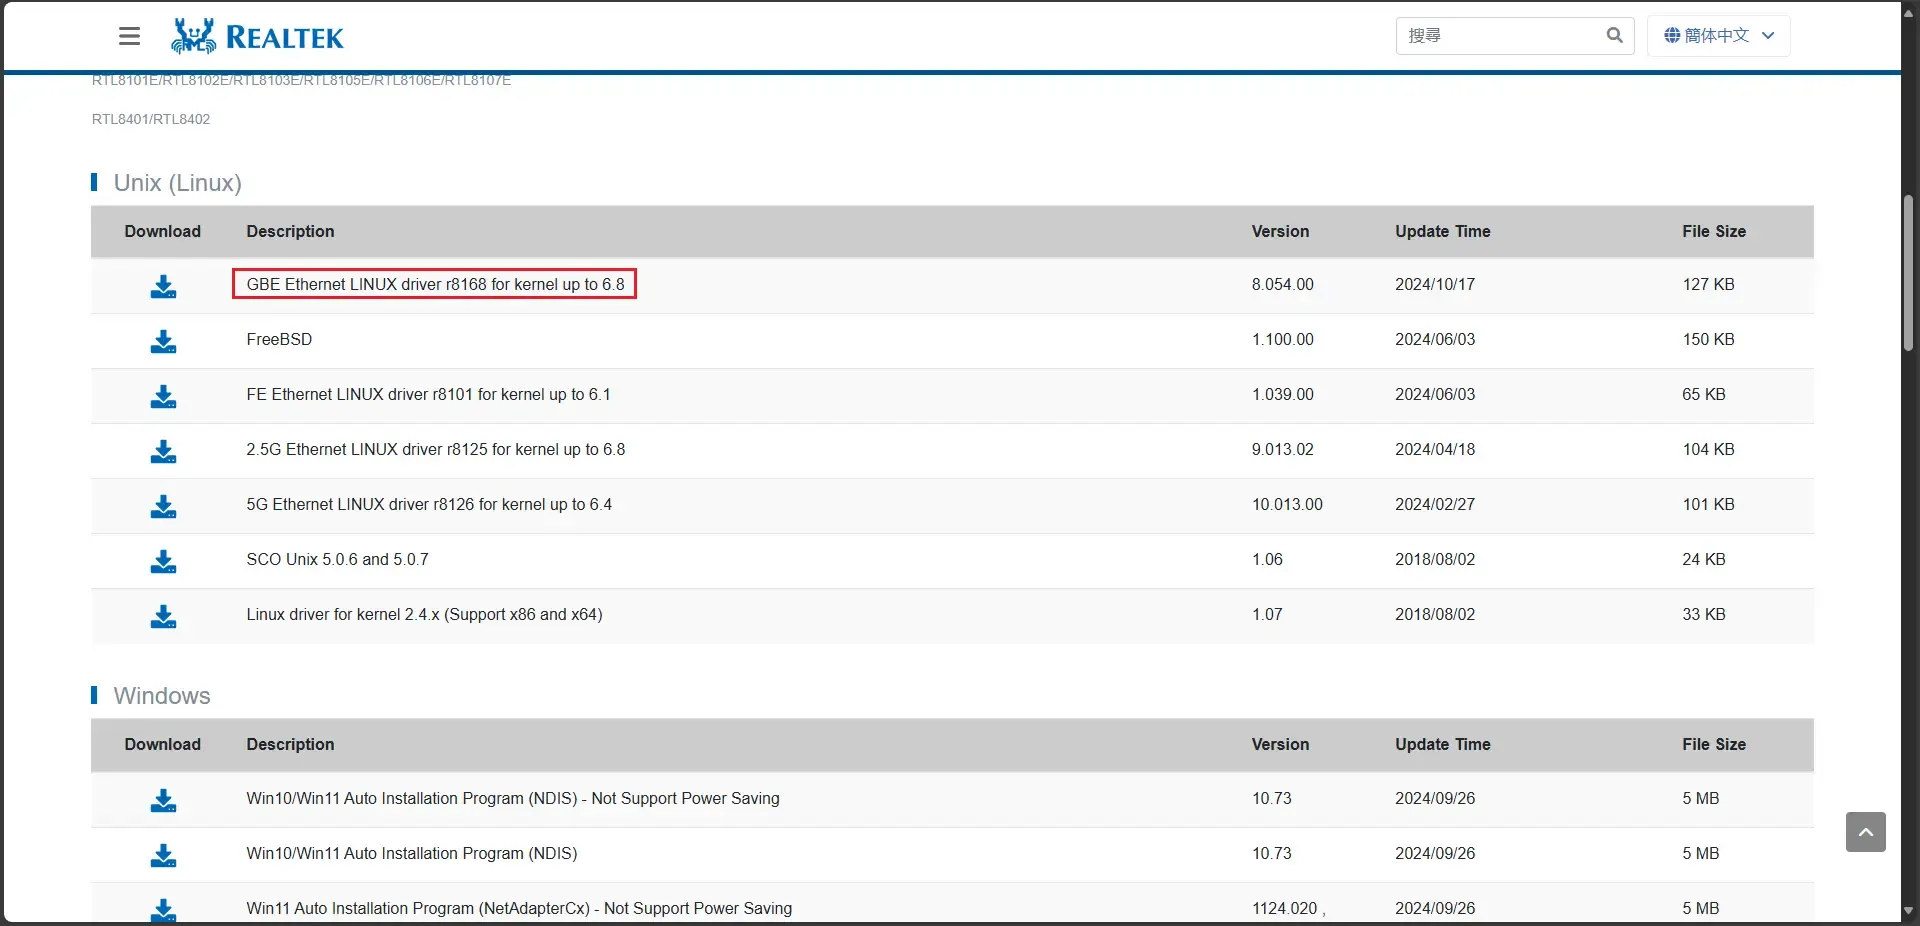 REALTEK
搜尋
簡体中文
RTL8101E/RTL8102E/RTL8103E/RTL8105E/RTL8106E/RTL8107E
RTL8401/RTL8402
Unix (Linux)
Download Description Version Update Time File Size
GBE Ethernet LINUX driver r8168 for kernel up to 6.8 8.054.00 2024/10/17 127 KB
FreeBSD 1.100.00 2024/06/03 150 KB
FE Ethernet LINUX driver r8101 for kernel up to 6.1 1.039.00 2024/06/03 65 KB
2.5G Ethernet LINUX driver r8125 for kernel up to 6.8 9.013.02 2024/04/18 104 KB
5G Ethernet LINUX driver r8126 for kernel up to 6.4 10.013.00 2024/02/27 101 KB
SCO Unix 5.0.6 and 5.0.7 1.06 2018/08/02 24 KB
Linux driver for kernel 2.4.x (Support x86 and x64) 1.07 2018/08/02 33 KB
Windows
Download Description Version Update Time File Size
Win10/Win11 Auto Installation Program (NDIS) - Not Support Power Saving 10.73 2024/09/26 5 MB
Win10/Win11 Auto Installation Program (NDIS) 10.73 2024/09/26 5 MB
Win11 Auto Installation Program (NetAdapterCx) - Not Support Power Saving 1124.020 , 2024/09/26 5 MB